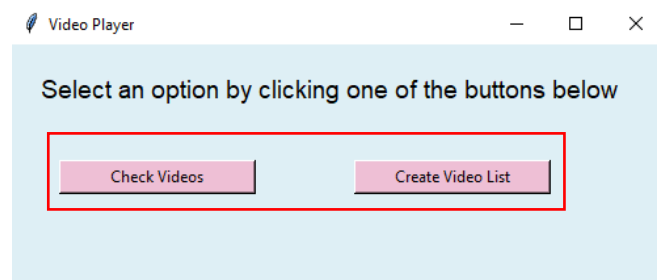 Video Player
Select an option by clicking one of the buttons below
Check Videos
Create Video List